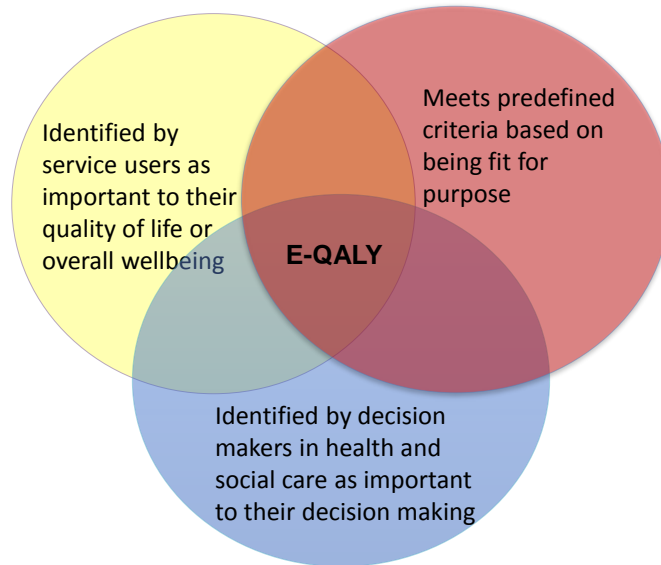 Identified by
service users as
important to their
quality of life or
overall wellbeing
Meets predefined
criteria based on
being fit for
purpose
E-QALY
Identified by decision
makers in health and
social care as important
to their decision making